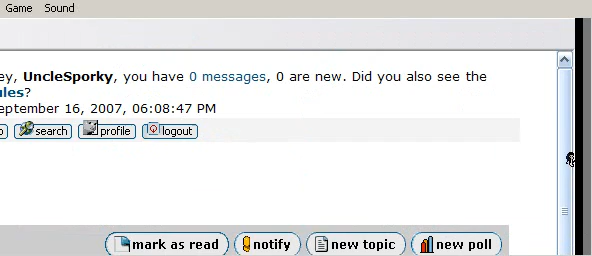 Game Sound
ey, UncleSporky, you have 0 messages, 0 are new. Did you also see the
ules?
eptember 16, 2007, 06:08:47 PM
p search profile logout
mark as read notify new topic new poll